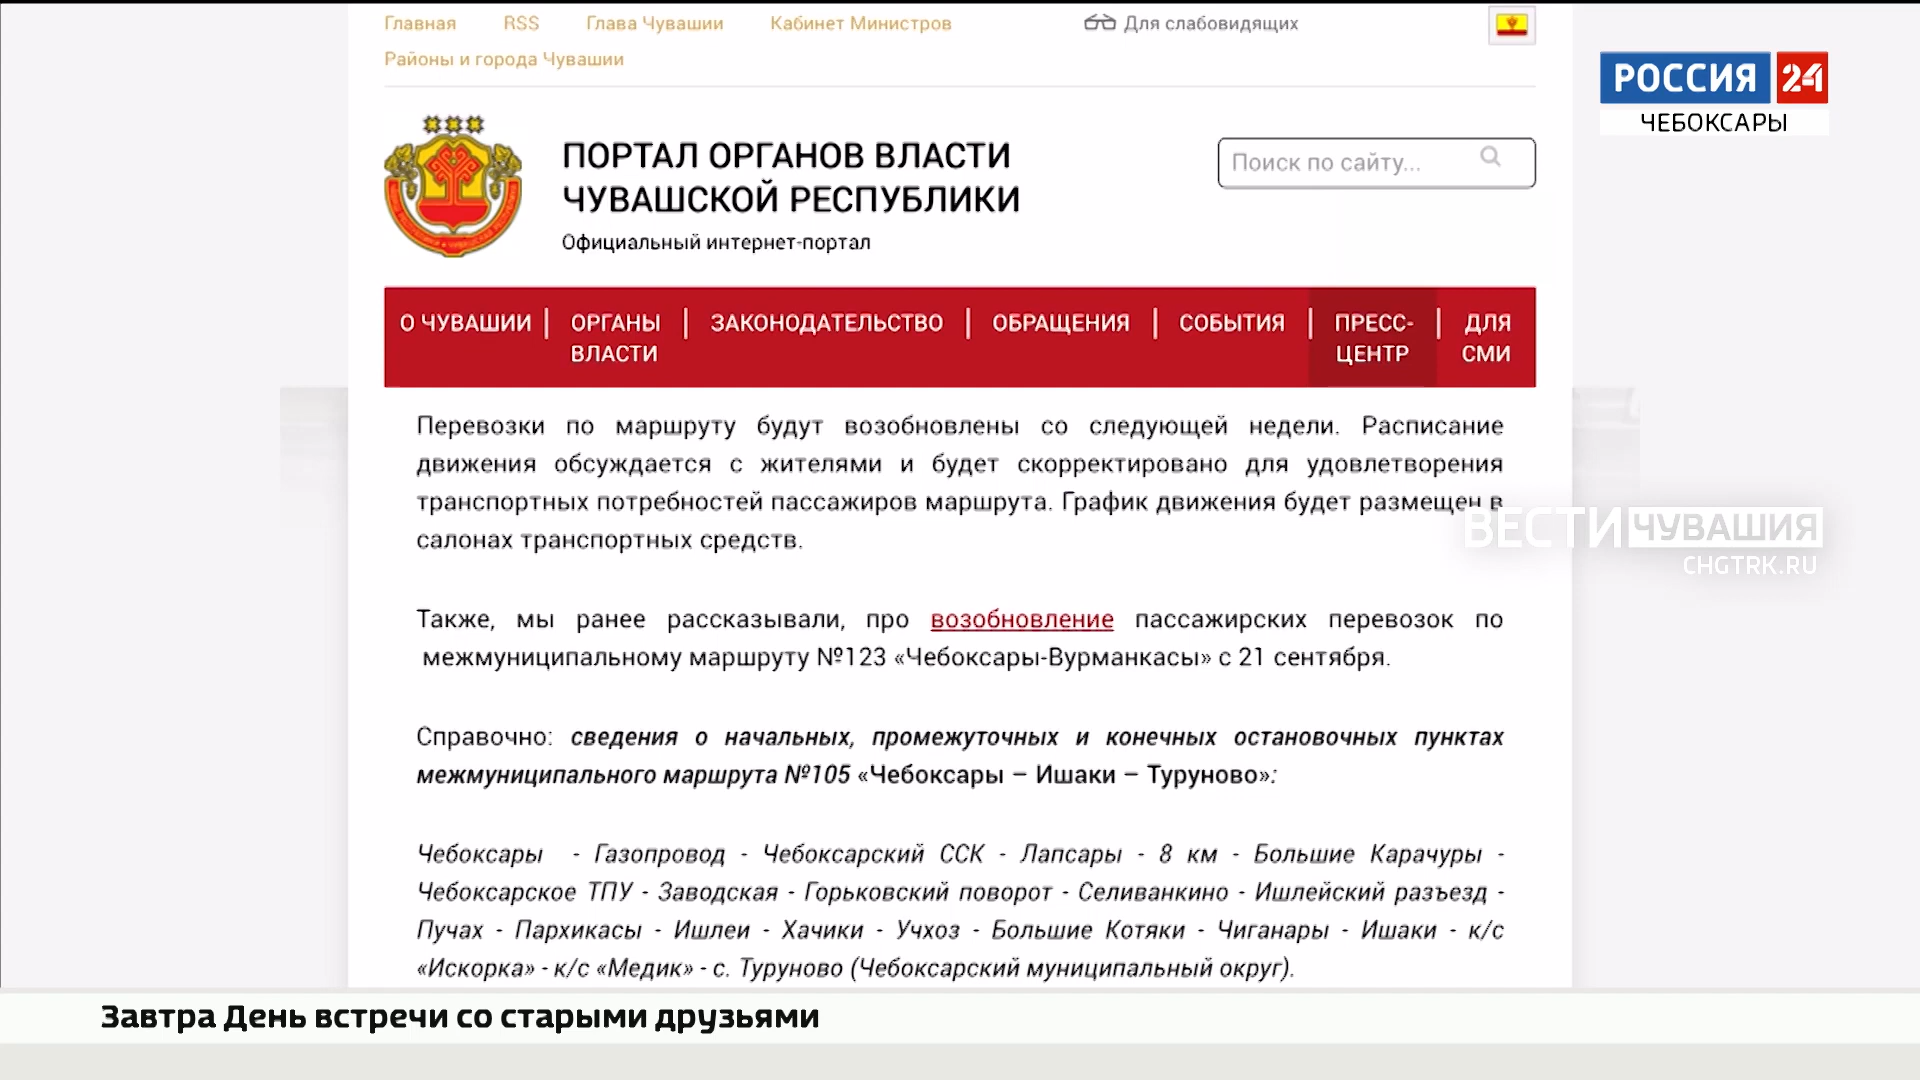 Главная RSS Глава Чувашии Кабинет Министров Для слабовидящих
Районы и города Чувашии
РОССИЯ 24
ЧЕБОКСАРЫ
ПОРТАЛ ОРГАНОВ ВЛАСТИ
ЧУВАШСКОЙ РЕСПУБЛИКИ
Официальный интернет-портал
Поиск по сайту...
О ЧУВАШИИ | ОРГАНЫ ВЛАСТИ | ЗАКОНОДАТЕЛЬСТВО | ОБРАЩЕНИЯ | СОБЫТИЯ | ПРЕСС-ЦЕНТР | ДЛЯ СМИ
Перевозки по маршруту будут возобновлены со следующей недели. Расписание
движения обсуждается с жителями и будет скорректировано для удовлетворения
транспортных потребностей пассажиров маршрута. График движения будет размещен в
салонах транспортных средств.
ВЕСТИ ЧУВАШИЯ
CHGTRK.RU
Также, мы ранее рассказывали, про возобновление пассажирских перевозок по
межмуниципальному маршруту №123 «Чебоксары-Вурманкасы» с 21 сентября.
Справочно: сведения о начальных, промежуточных и конечных остановочных пунктах
межмуниципального маршрута №105 «Чебоксары – Ишаки – Туруново»:
Чебоксары - Газопровод - Чебоксарский ССК - Лапсары - 8 км - Большие Карачуры -
Чебоксарское ТПУ - Заводская - Горьковский поворот - Селиванкино - Ишлейский разъезд -
Пучах - Пархикасы - Ишлеи - Хачики - Учхоз - Большие Котяки - Чиганары - Ишаки - к/с
«Искорка» - к/с «Медик» - с. Туруново (Чебоксарский муниципальный округ).
Завтра День встречи со старыми друзьями